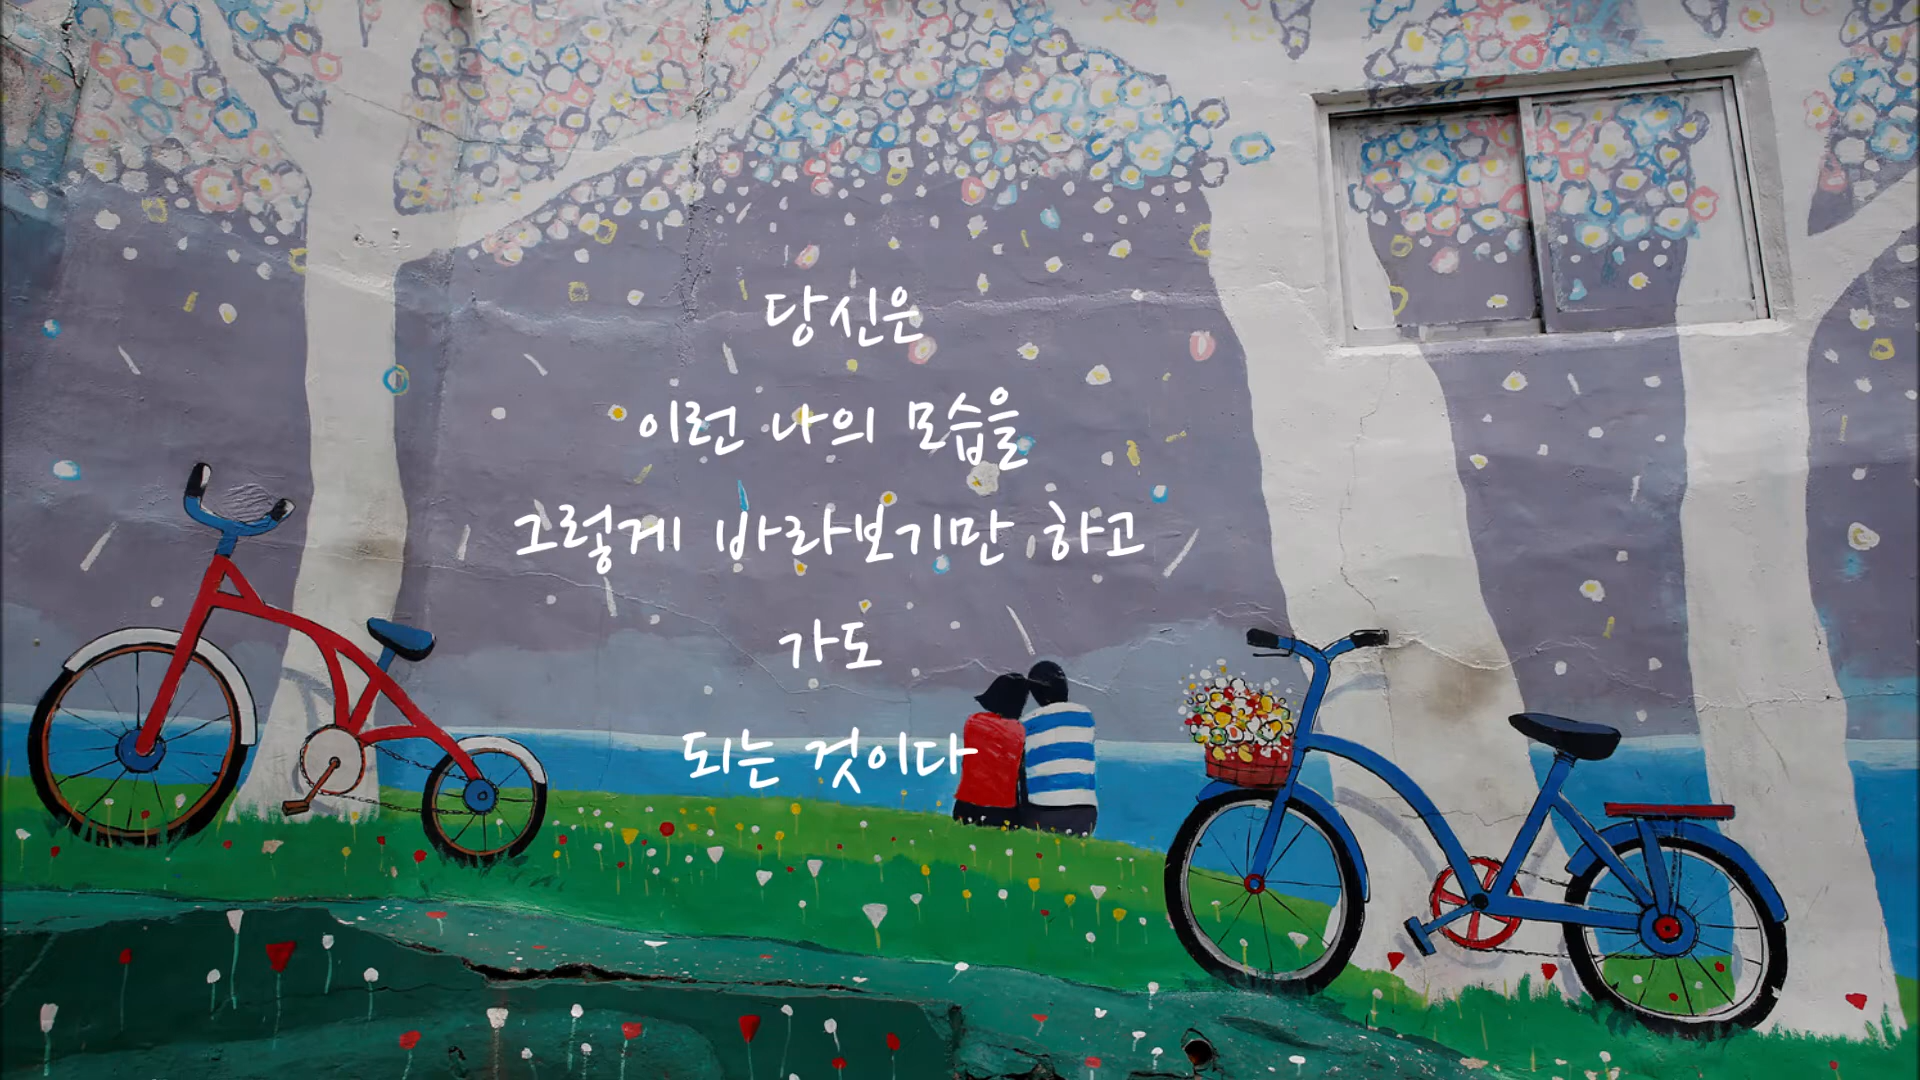 당신은
이런 나의 모습을
그렇게 바라보기만 하고
가도
되는 것이다